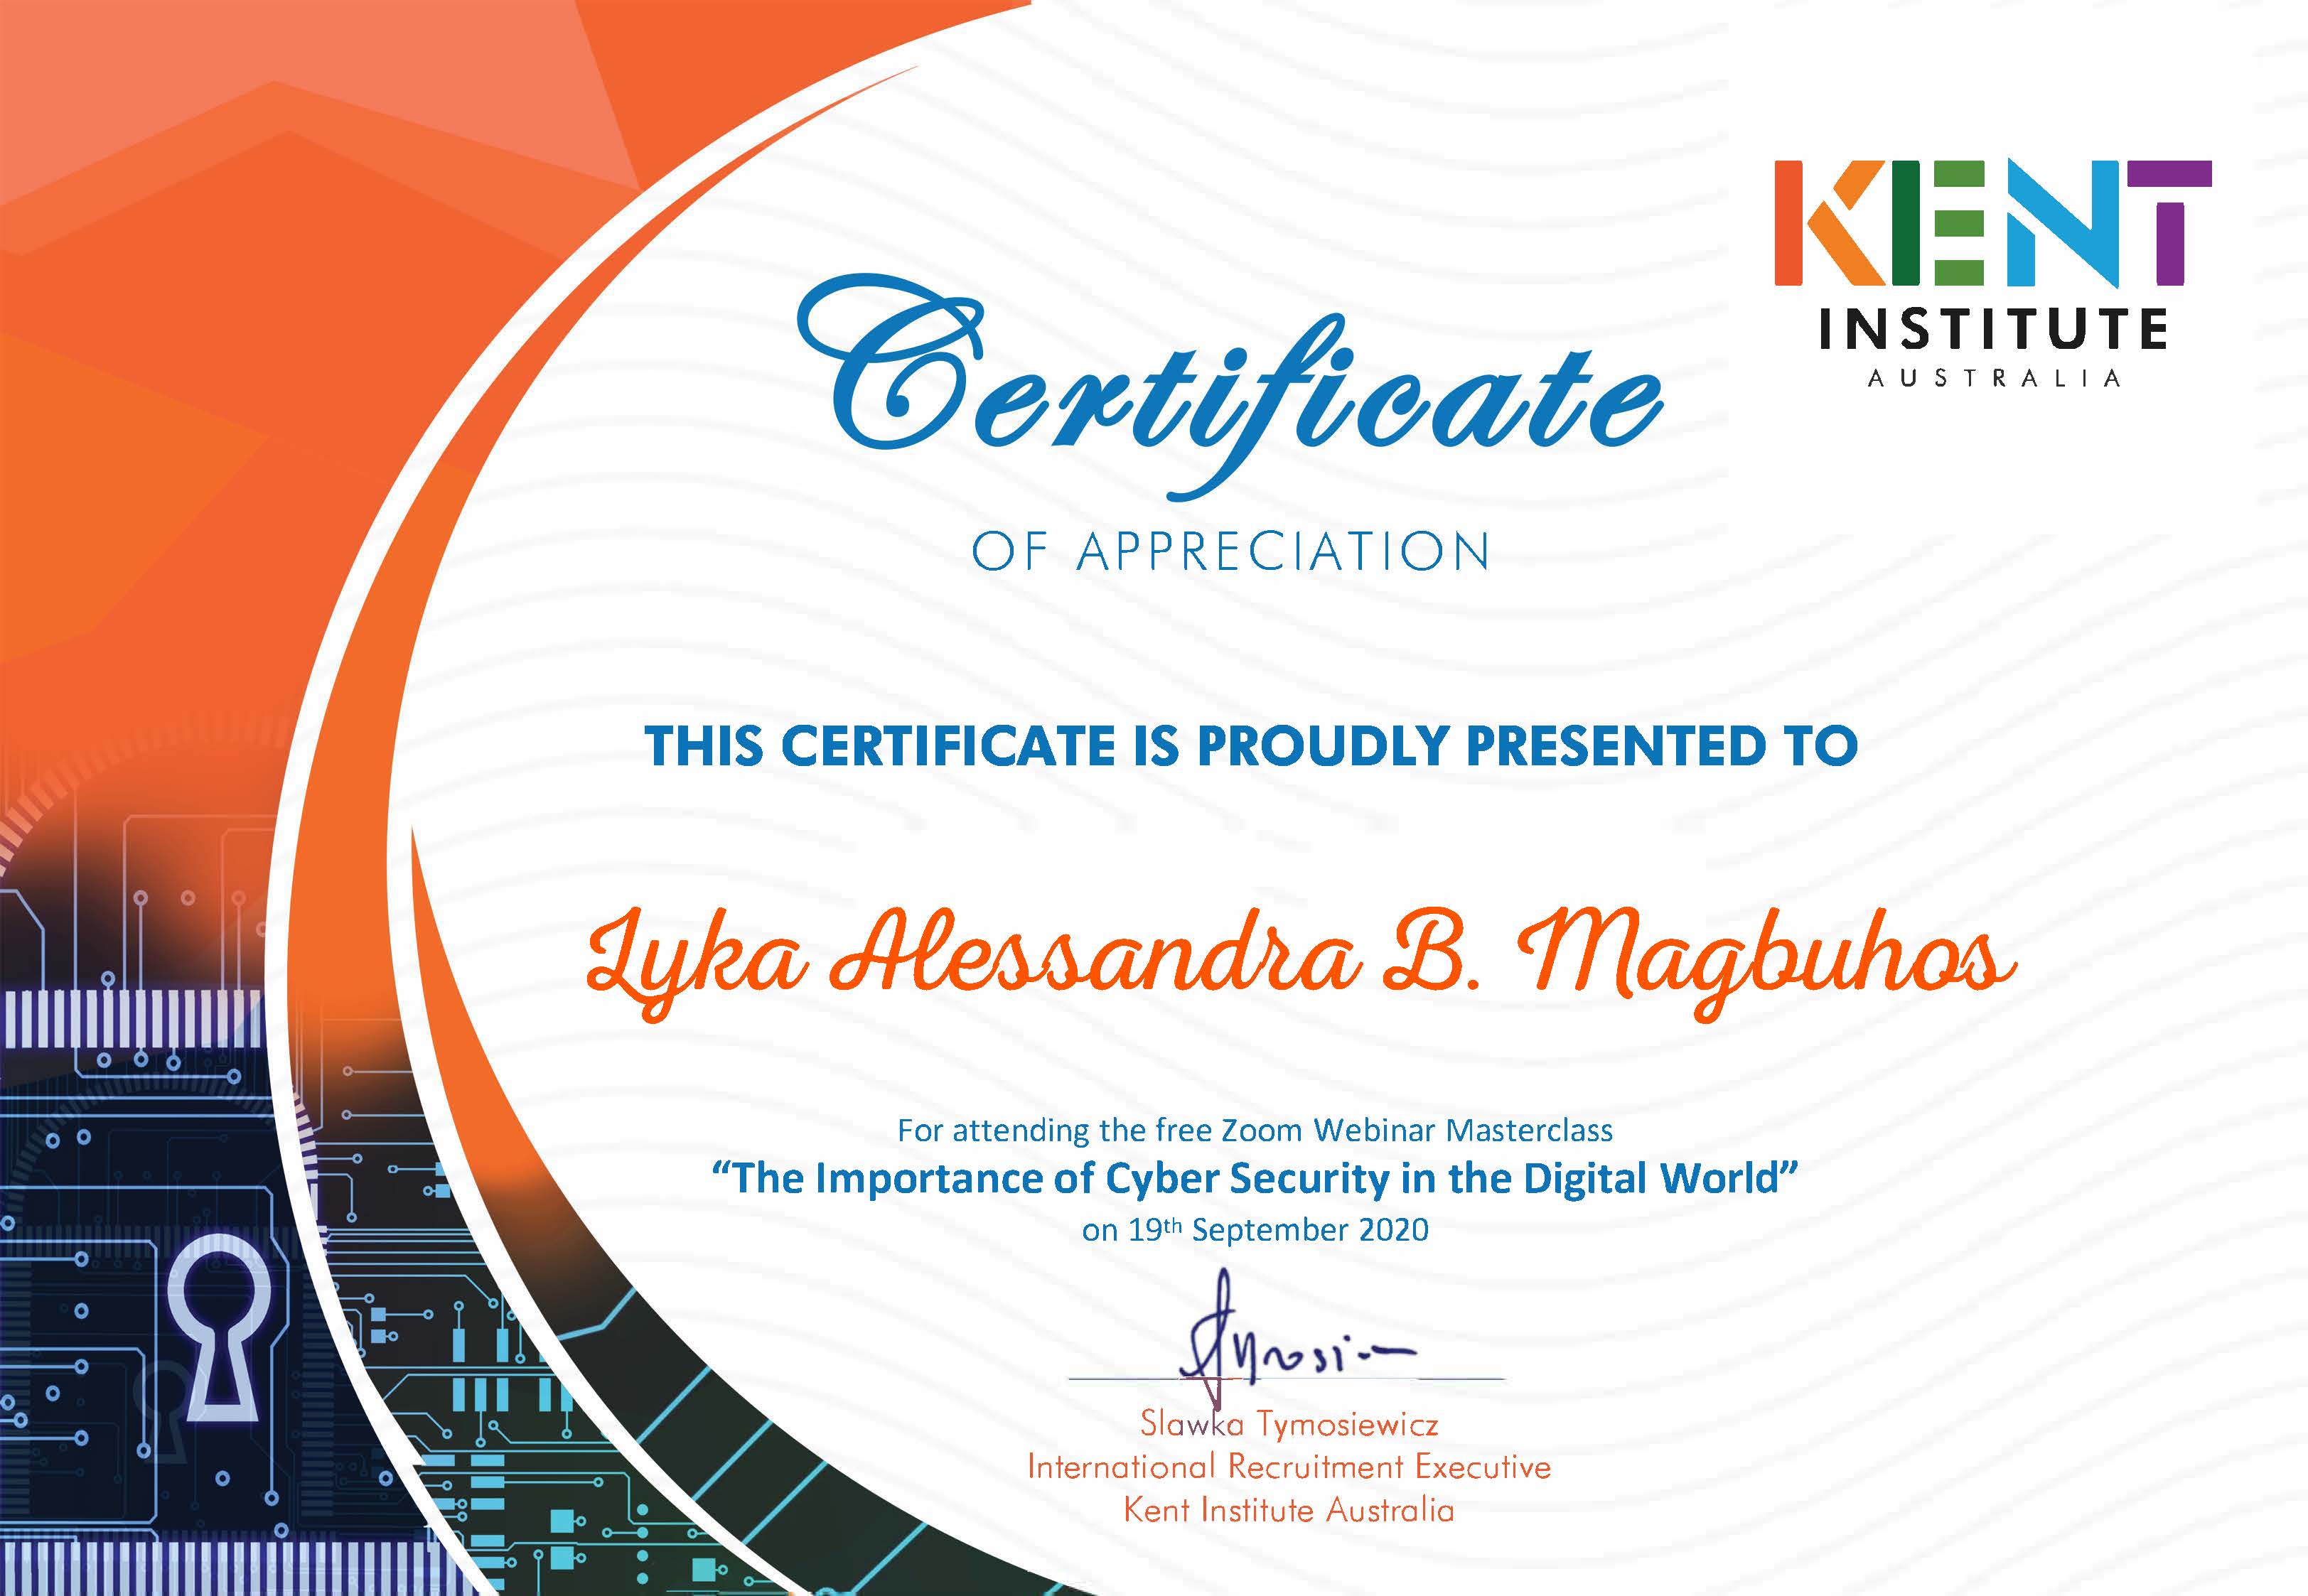 KENT
INSTITUTE
AUSTRALIA
Certificate
OF APPRECIATION
THIS CERTIFICATE IS PROUDLY PRESENTED TO
Lyka Alessandra B. Magbuhos
For attending the free Zoom Webinar Masterclass
“The Importance of Cyber Security in the Digital World”
on 19th September 2020
Slawka Tymosiewicz
International Recruitment Executive
Kent Institute Australia